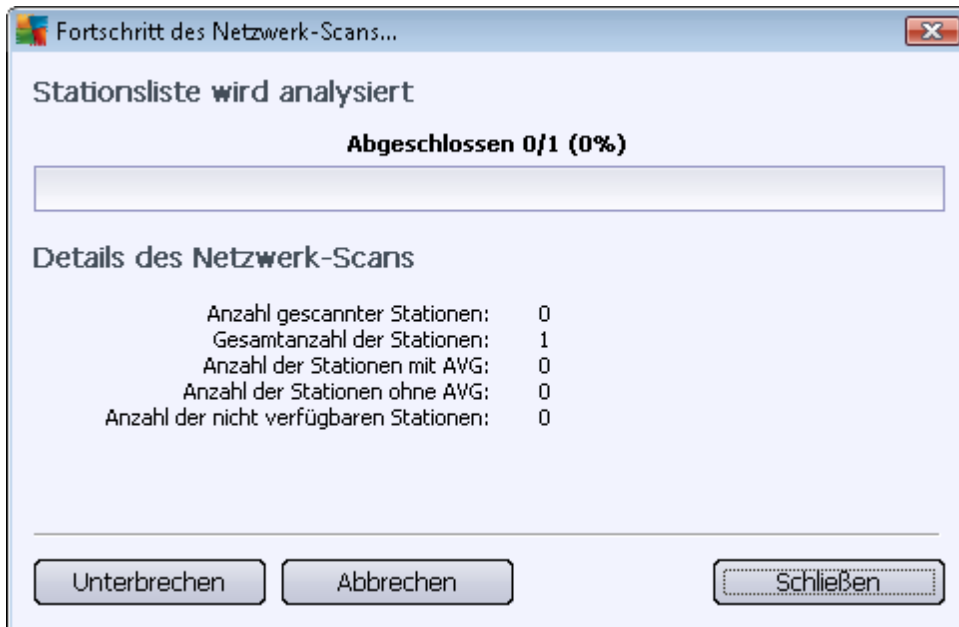 Fortschritt des Netzwerk-Scans...
Stationsliste wird analysiert
Abgeschlossen 0/1 (0%)
Details des Netzwerk-Scans
Anzahl gescannter Stationen: 0
Gesamtanzahl der Stationen: 1
Anzahl der Stationen mit AVG: 0
Anzahl der Stationen ohne AVG: 0
Anzahl der nicht verfügbaren Stationen: 0
Unterbrechen Abbrechen Schließen